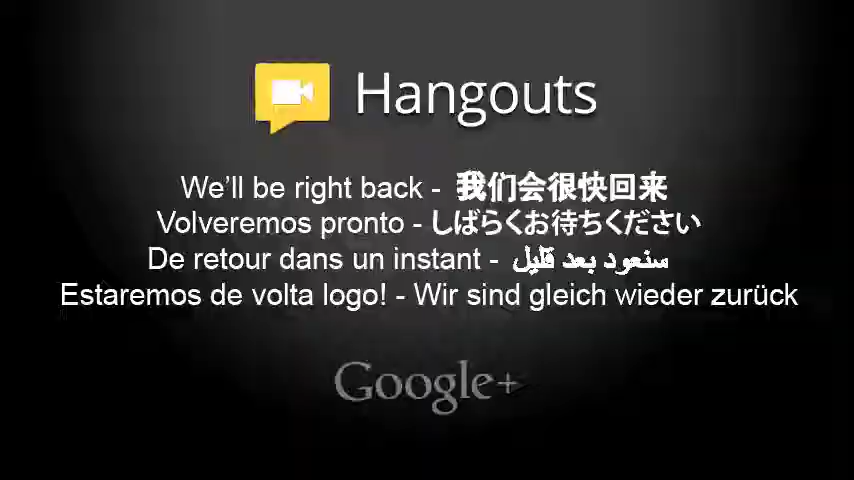 Hangouts
We'll be right back - 我们会很快回来
Volveremos pronto - しばらくお待ちください
De retour dans un instant - سنعود بعد قليل
Estaremos de volta logo! - Wir sind gleich wieder zurück
Google+